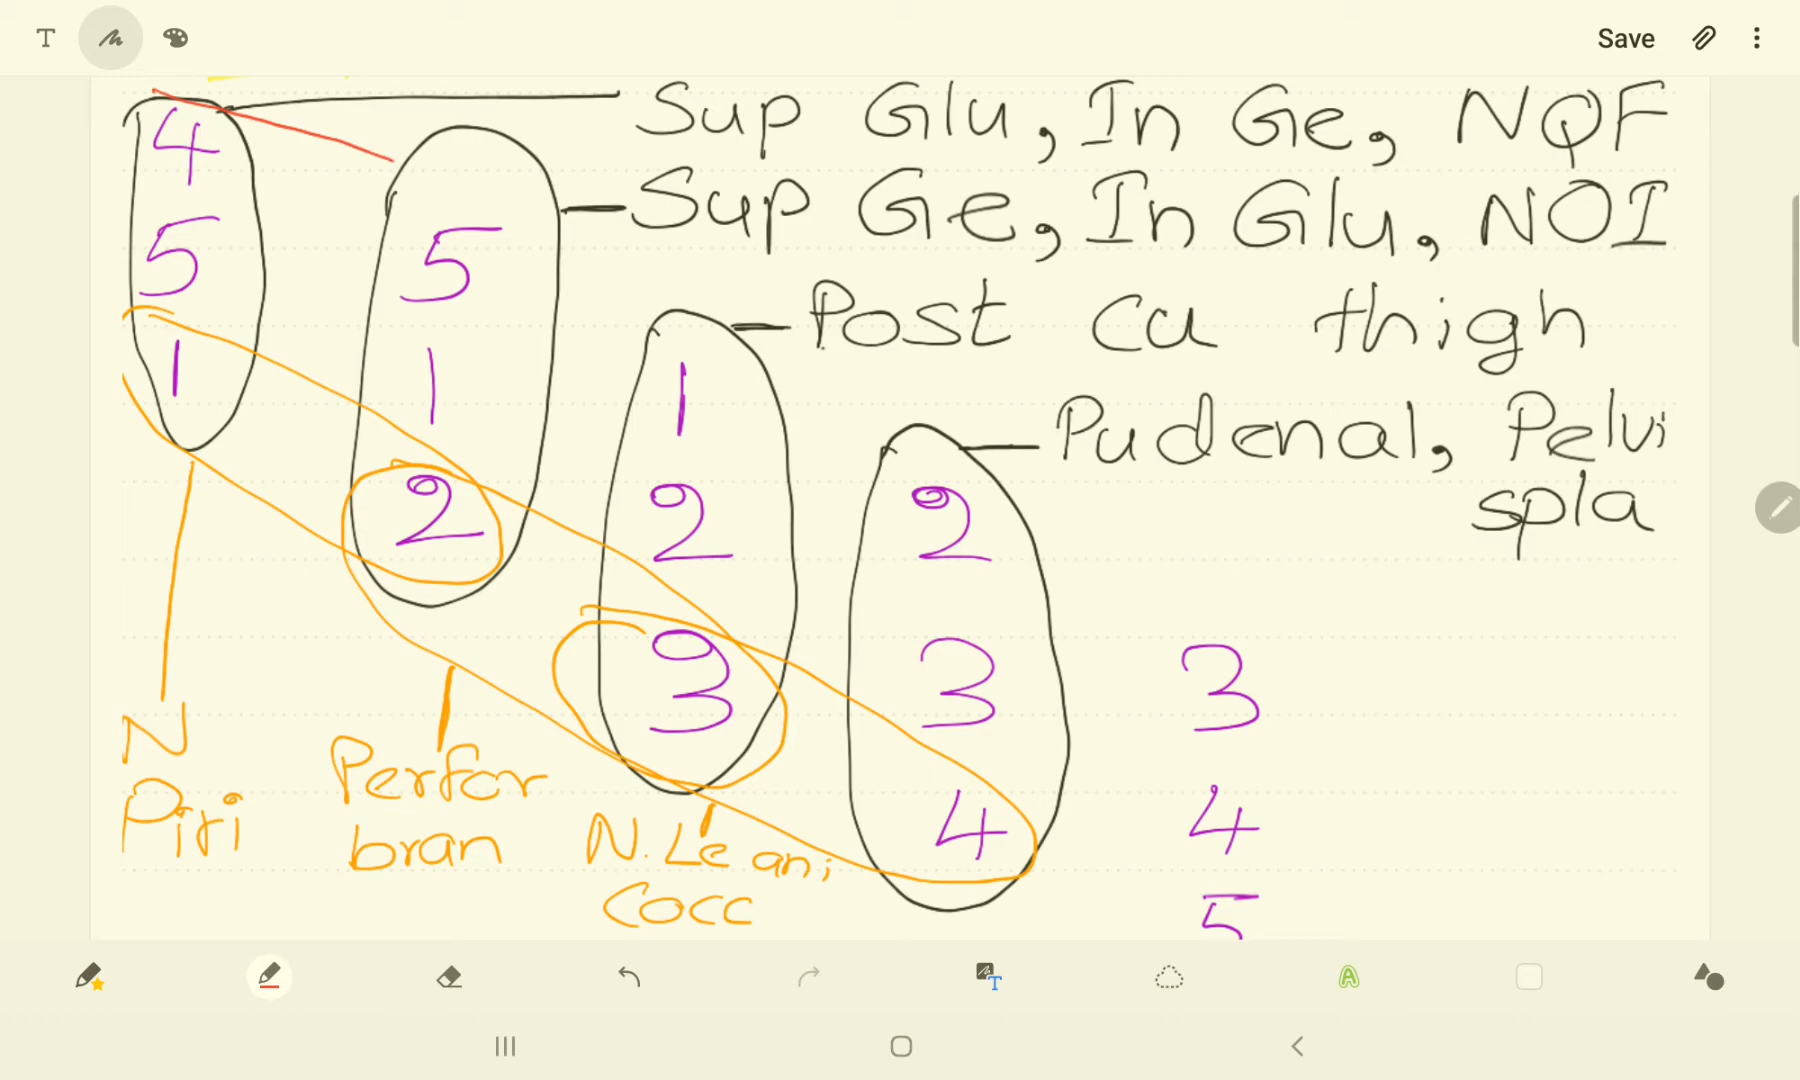 T Save
Sup Glu, In Ge, NQF
4
Sup Ge, In Glu, NOI
5 5
Post cu thigh
1 1 1
Pudenal, Pelvi
spla
2 2 2
3 3 3
N
Piri
Perfor
bran
4 4
N. Le ani
Cocc
5